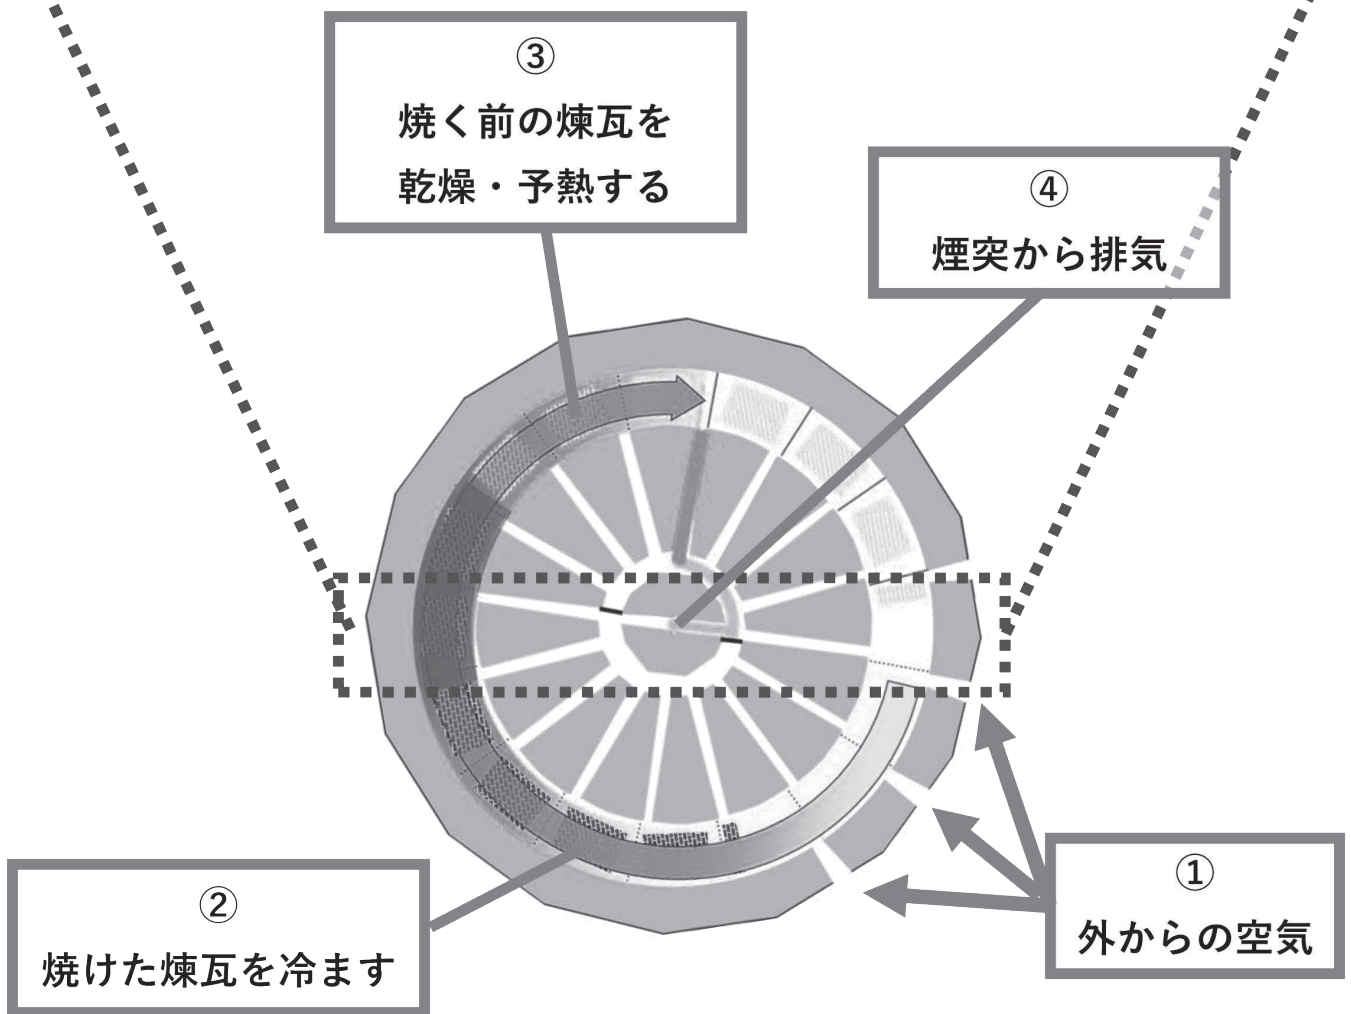 ③
焼く前の煉瓦を
乾燥・予熱する
④
煙突から排気
②
焼けた煉瓦を冷ます
①
外からの空気